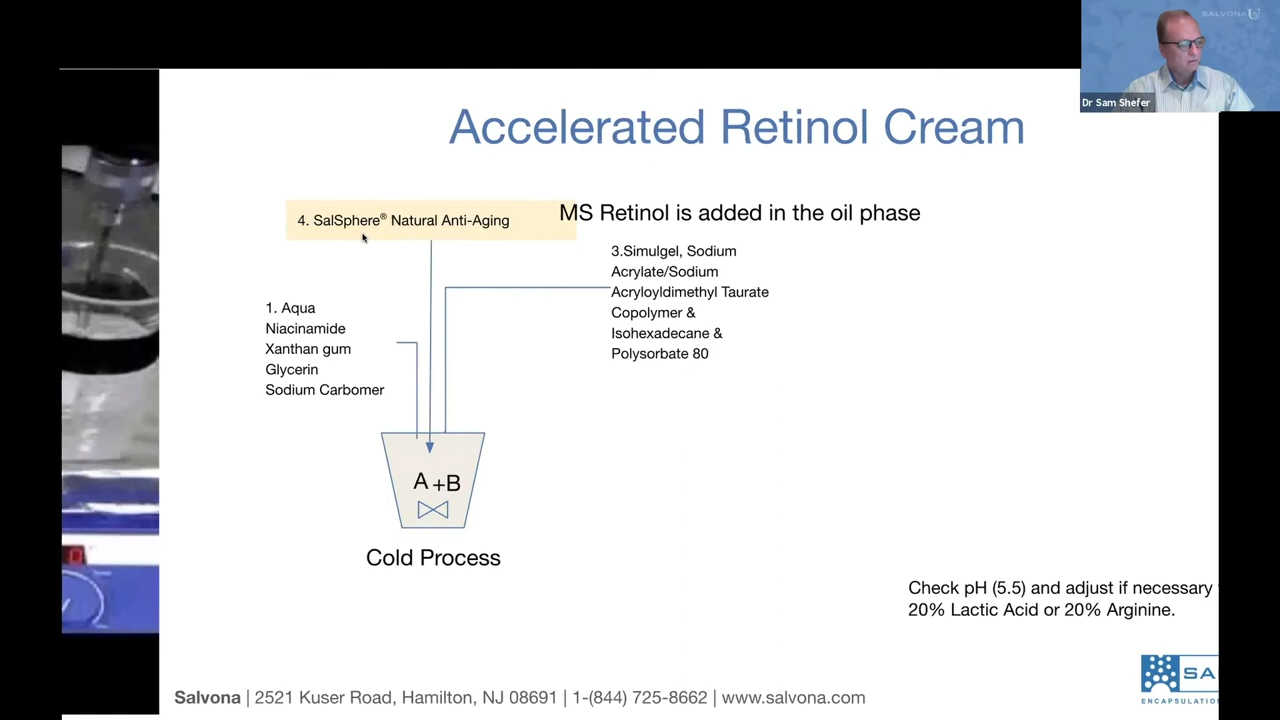 SALVONA
Dr Sam Shefer
Accelerated Retinol Cream
4. SalSphere® Natural Anti-Aging
MS Retinol is added in the oil phase
3.Simulgel, Sodium
Acrylate/Sodium
Acryloyldimethyl Taurate
Copolymer &
Isohexadecane &
Polysorbate 80
1. Aqua
Niacinamide
Xanthan gum
Glycerin
Sodium Carbomer
A +B
Cold Process
Check pH (5.5) and adjust if necessary
20% Lactic Acid or 20% Arginine.
Salvona | 2521 Kuser Road, Hamilton, NJ 08691 | 1-(844) 725-8662 | www.salvona.com
SA
ENCAPSULATIO